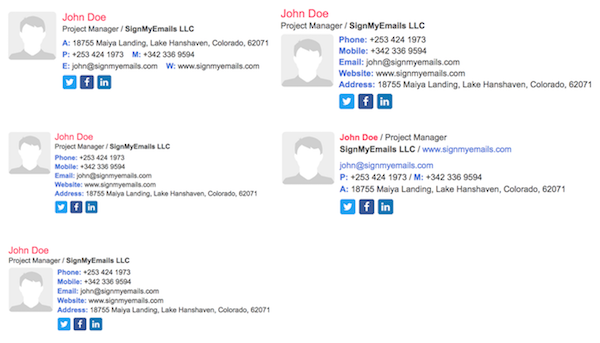 John Doe
Project Manager / SignMyEmails LLC
A: 18755 Maiya Landing, Lake Hanshaven, Colorado, 62071
P: +253 424 1973 M: +342 336 9594
E: john@signmyemails.com W: www.signmyemails.com
John Doe
Project Manager / SignMyEmails LLC
Phone: +253 424 1973
Mobile: +342 336 9594
Email: john@signmyemails.com
Website: www.signmyemails.com
Address: 18755 Maiya Landing, Lake Hanshaven, Colorado, 62071
John Doe
Project Manager / SignMyEmails LLC
Phone: +253 424 1973
Mobile: +342 336 9594
Email: john@signmyemails.com
Website: www.signmyemails.com
Address: 18755 Maiya Landing, Lake Hanshaven, Colorado, 62071
John Doe / Project Manager
SignMyEmails LLC / www.signmyemails.com
john@signmyemails.com
P: +253 424 1973 / M: +342 336 9594
A: 18755 Maiya Landing, Lake Hanshaven, Colorado, 62071
John Doe
Project Manager / SignMyEmails LLC
Phone: +253 424 1973
Mobile: +342 336 9594
Email: john@signmyemails.com
Website: www.signmyemails.com
Address: 18755 Maiya Landing, Lake Hanshaven, Colorado, 62071